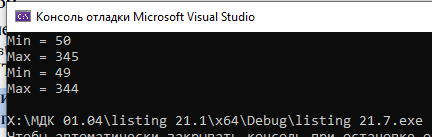 Консоль отладки Microsoft Visual Studio
Min = 50
Max = 345
Min = 49
Max = 344
X:\МДК 01.04\listing 21.1\x64\Debug\listing 21.7.exe
Чтобы автоматически закрывать консоль при остановке о